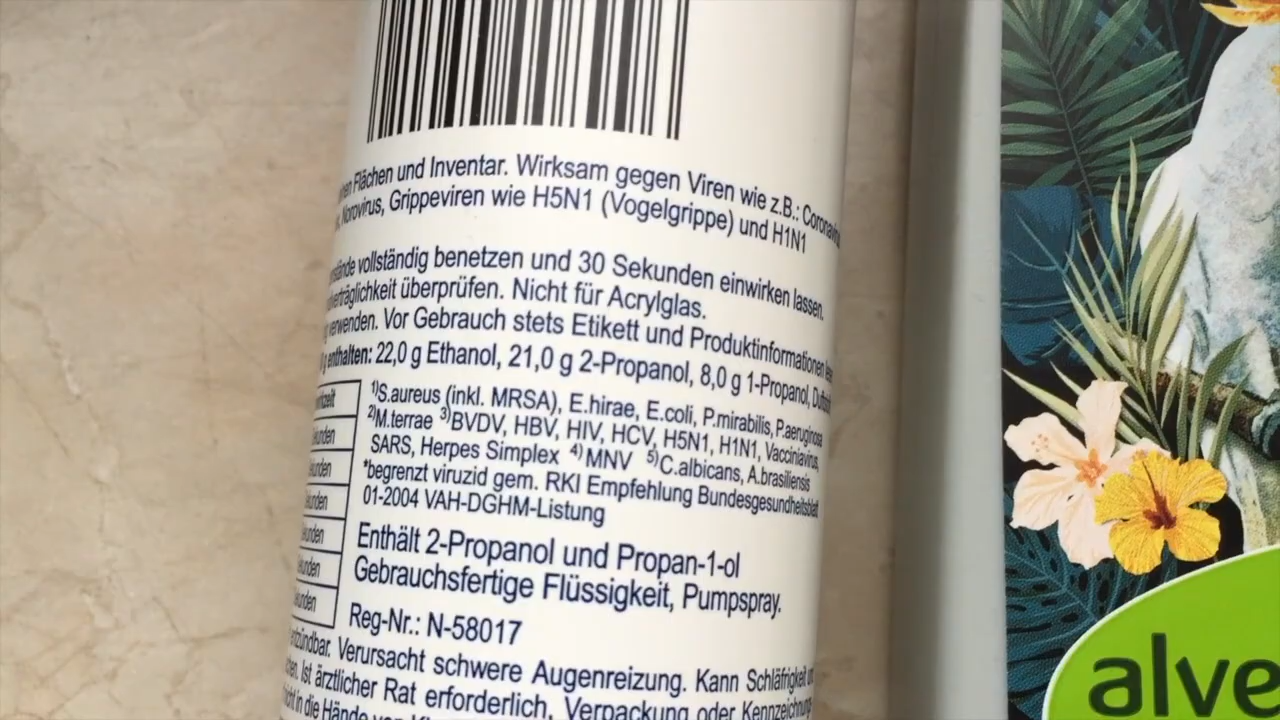 Flächen und Inventar. Wirksam gegen Viren wie z.B.: Coronavi
Norovirus, Grippeviren wie H5N1 (Vogelgrippe) und H1N1
vollständig benetzen und 30 Sekunden einwirken lassen.
überprüfen. Nicht für Acrylglas.
verwenden. Vor Gebrauch stets Etikett und Produktinformationen
enthalten: 22,0 g Ethanol, 21,0 g 2-Propanol, 8,0 g 1-Propanol,
¹⁾S.aureus (inkl. MRSA), E.hirae, E.coli, P.mirabilis, P.aeruginosa
²⁾M.terrae ³⁾BVDV, HBV, HIV, HCV, H5N1, H1N1, Vacciniavirus,
SARS, Herpes Simplex ⁴⁾MNV ⁵⁾C.albicans, A.brasiliensis
*begrenzt viruzid gem. RKI Empfehlung Bundesgesundheitsblatt
01-2004 VAH-DGHM-Listung
Enthält 2-Propanol und Propan-1-ol
Gebrauchsfertige Flüssigkeit, Pumpspray.
Reg-Nr.: N-58017
Verursacht schwere Augenreizung. Kann Schläfrigkeit
Ist ärztlicher Rat erforderlich, Verpackung oder Kennzeichnung
in die Hände von
alve